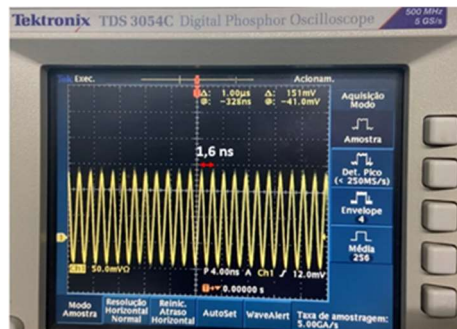 Tektronix TDS 3054C Digital Phosphor Oscilloscope
500 MHz
5 GS/s
Tek Exec.
Acionam.
Δ: 1.00µs
@: -328ns
Δ: 151mV
@: -41.0mV
1,6 ns
Ch1 50.0mVΩ
P 4.00ns A Ch1 ∫ 12.0mV
0.00000 s
Aquisição
Modo
Amostra
Det. Pico
(< 250MS/s)
Envelope
4
Média
256
Modo
Amostra
Resolução
Horizontal
Normal
Reinic.
Atraso
Horizontal
AutoSet
WaveAlert
Taxa de amostragem:
5.00GA/s